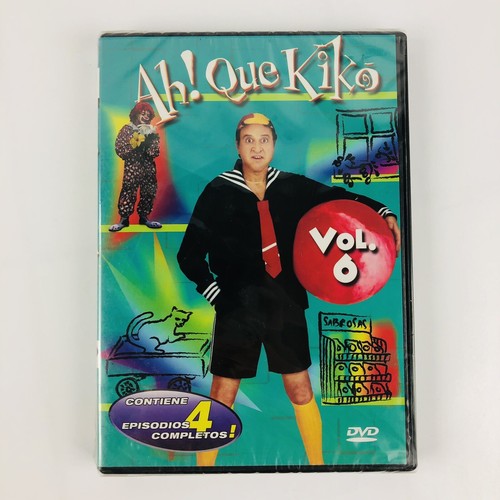 Ah! Que Kiko
VOL.
6
SABROSAS
CONTIENE
4
EPISODIOS
COMPLETOS!
DVD